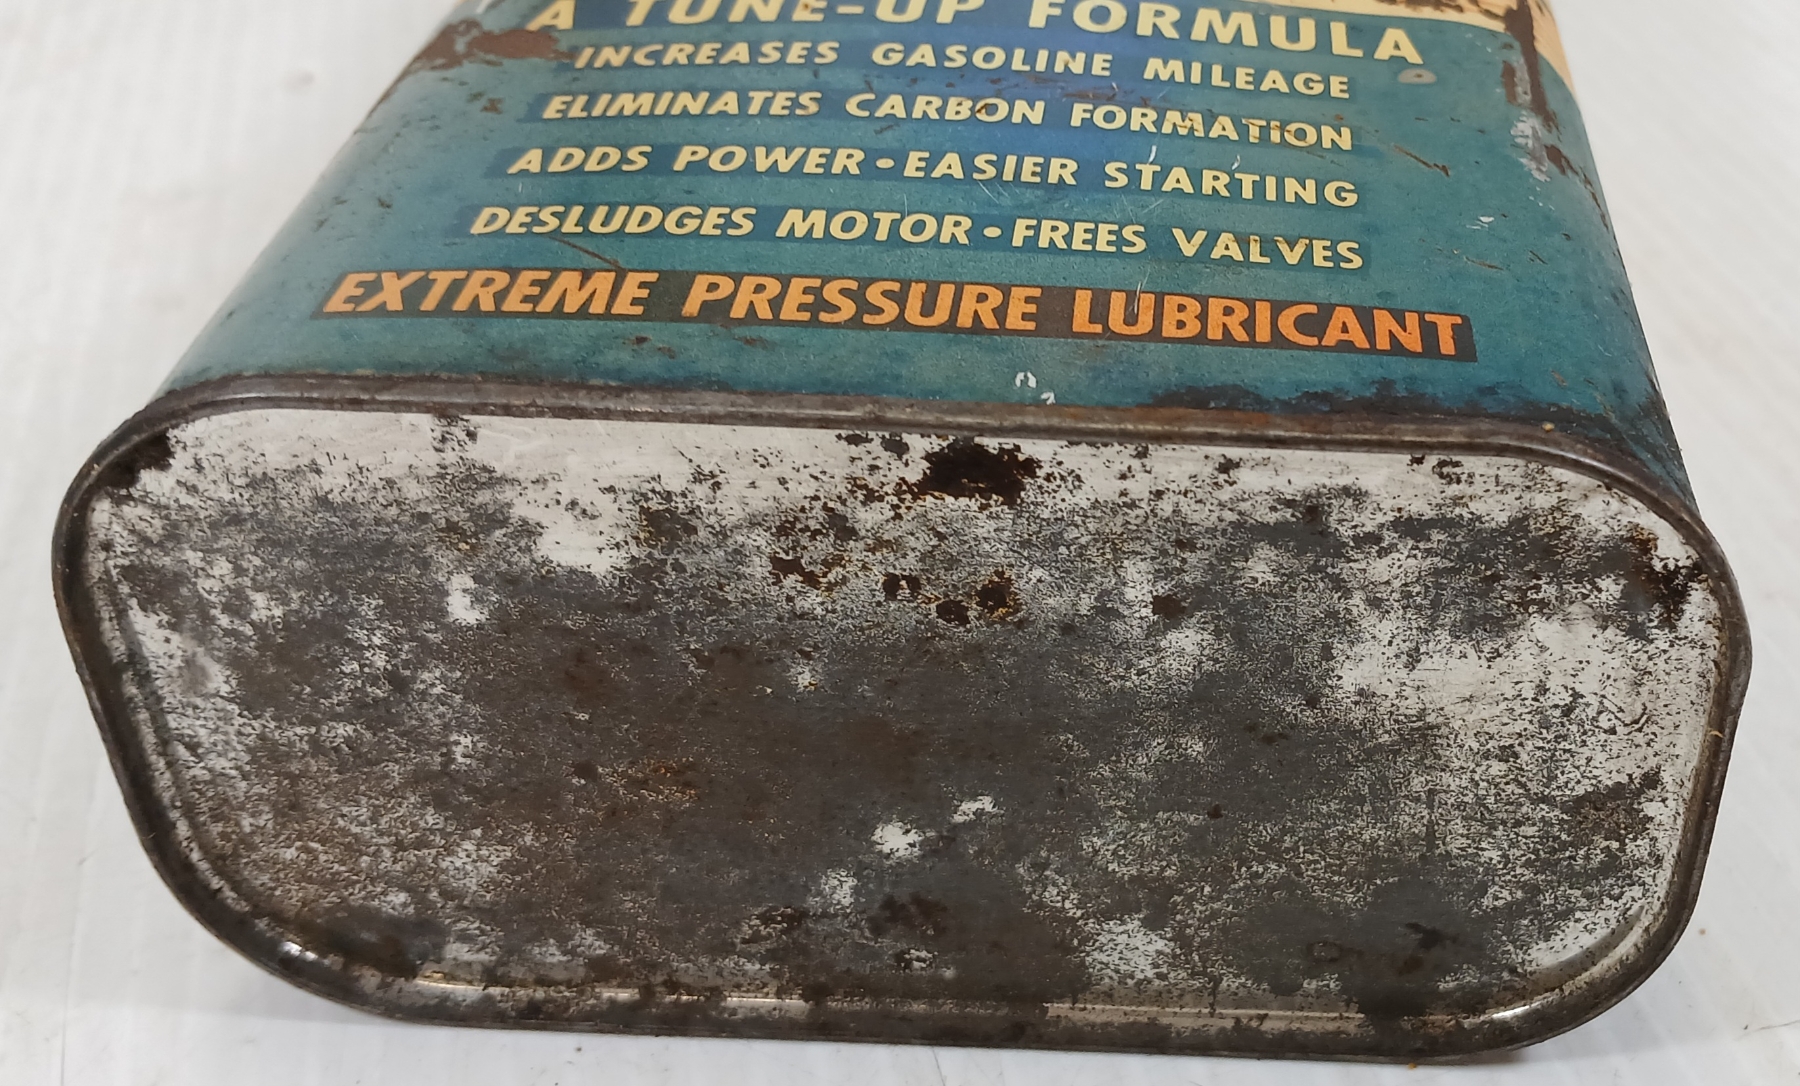 A TUNE-UP FORMULA
INCREASES GASOLINE MILEAGE
ELIMINATES CARBON FORMATION
ADDS POWER • EASIER STARTING
DESLUDGES MOTOR • FREES VALVES
EXTREME PRESSURE LUBRICANT